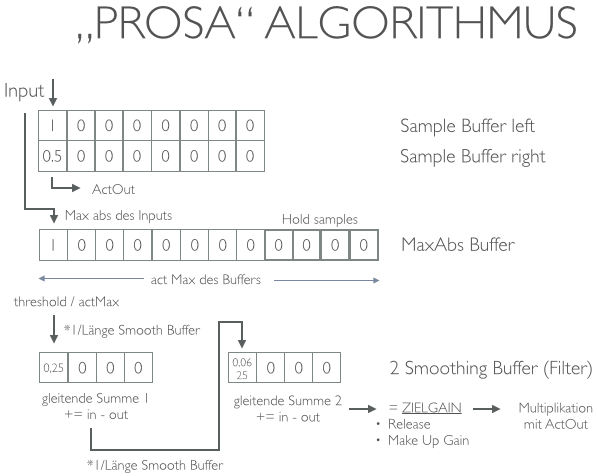 „PROSA“ ALGORITHMUS
Input
1 0 0 0 0 0 0 0
Sample Buffer left
0.5 0 0 0 0 0 0 0
Sample Buffer right
ActOut
Max abs des Inputs
Hold samples
1 0 0 0 0 0 0 0 0 0 0 0
MaxAbs Buffer
act Max des Buffers
threshold / actMax
*1/Länge Smooth Buffer
0,25 0 0 0
0,06
25
0 0 0
2 Smoothing Buffer (Filter)
gleitende Summe 1
+= in - out
gleitende Summe 2
+= in - out
= ZIELGAIN
• Release
• Make Up Gain
Multiplikation
mit ActOut
*1/Länge Smooth Buffer